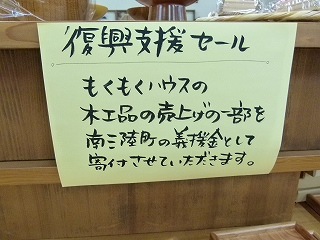 復興支援セール
もくもくハウスの
木工品の売上げの一部を
南三陸町の義援金として
寄付させていただきます。